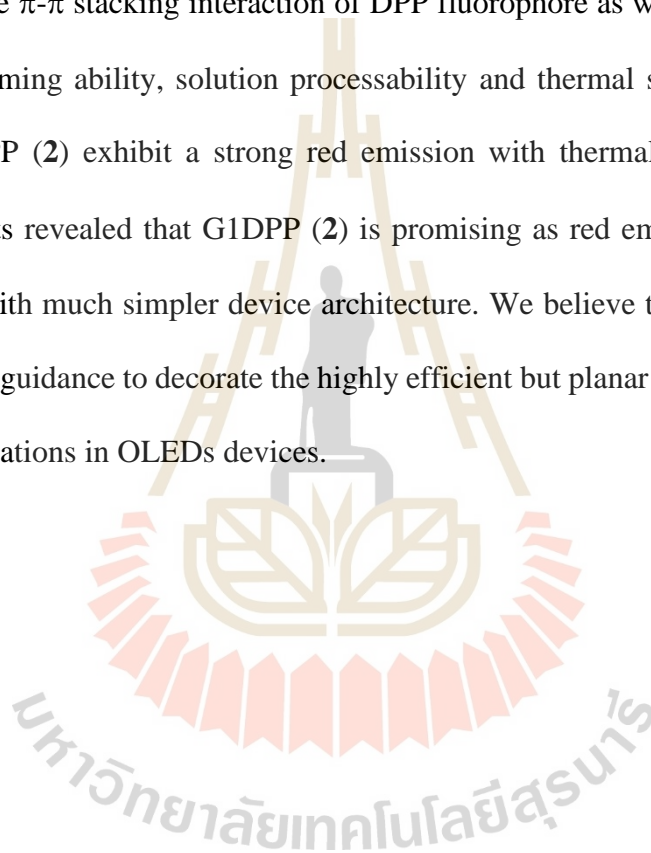 e π-π stacking interaction of DPP fluorophore as w
ming ability, solution processability and thermal s
P (2) exhibit a strong red emission with thermal
ts revealed that G1DPP (2) is promising as red em
ith much simpler device architecture. We believe t
guidance to decorate the highly efficient but planar
ations in OLEDs devices.
มหาวิทยาลัยเทคโนโลยีสุรนารี